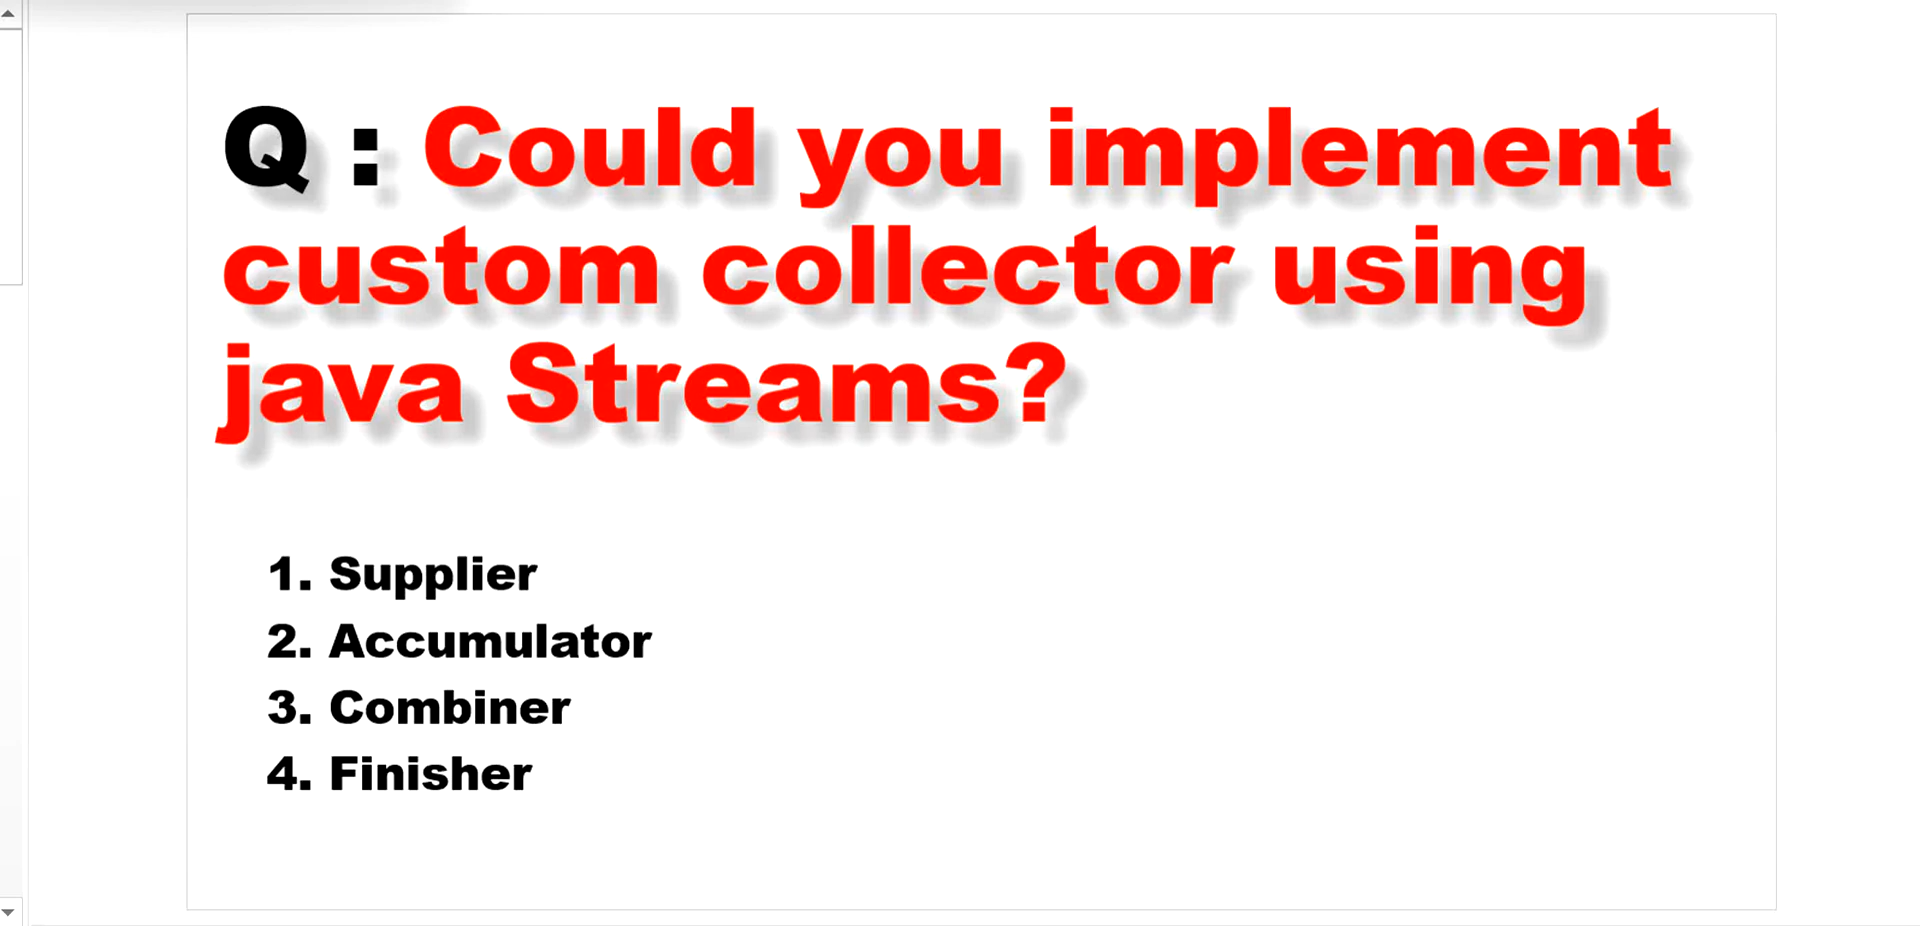 Q : Could you implement
custom collector using
java Streams?
1. Supplier
2. Accumulator
3. Combiner
4. Finisher